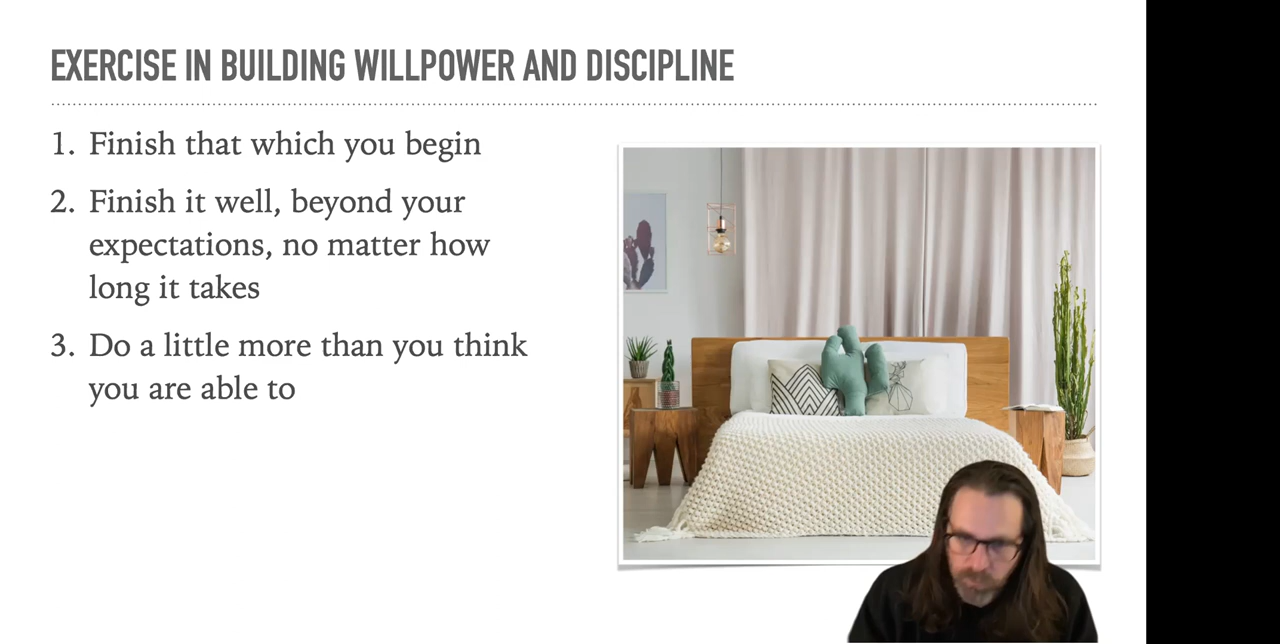 EXERCISE IN BUILDING WILLPOWER AND DISCIPLINE
1. Finish that which you begin
2. Finish it well, beyond your
expectations, no matter how
long it takes
3. Do a little more than you think
you are able to